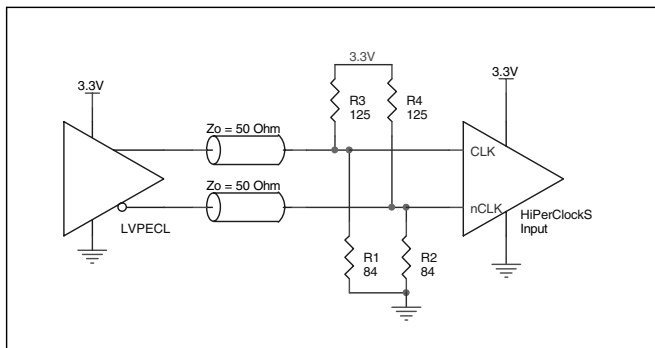 3.3V
3.3V
3.3V
R3
125
R4
125
Zo = 50 Ohm
CLK
Zo = 50 Ohm
nCLK
HiPerClockS
Input
LVPECL
R1
84
R2
84